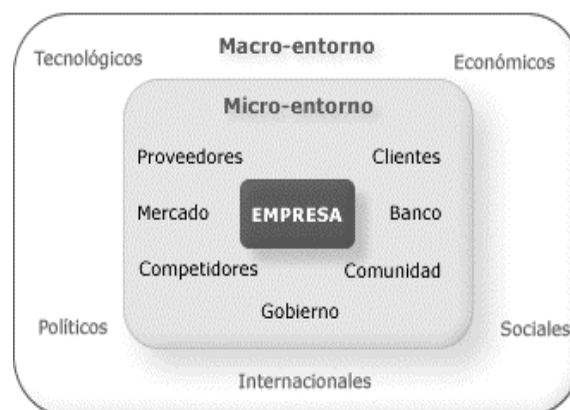 Macro-entorno
Tecnológicos
Económicos
Micro-entorno
Proveedores
Clientes
Mercado
EMPRESA
Banco
Competidores
Comunidad
Gobierno
Políticos
Sociales
Internacionales